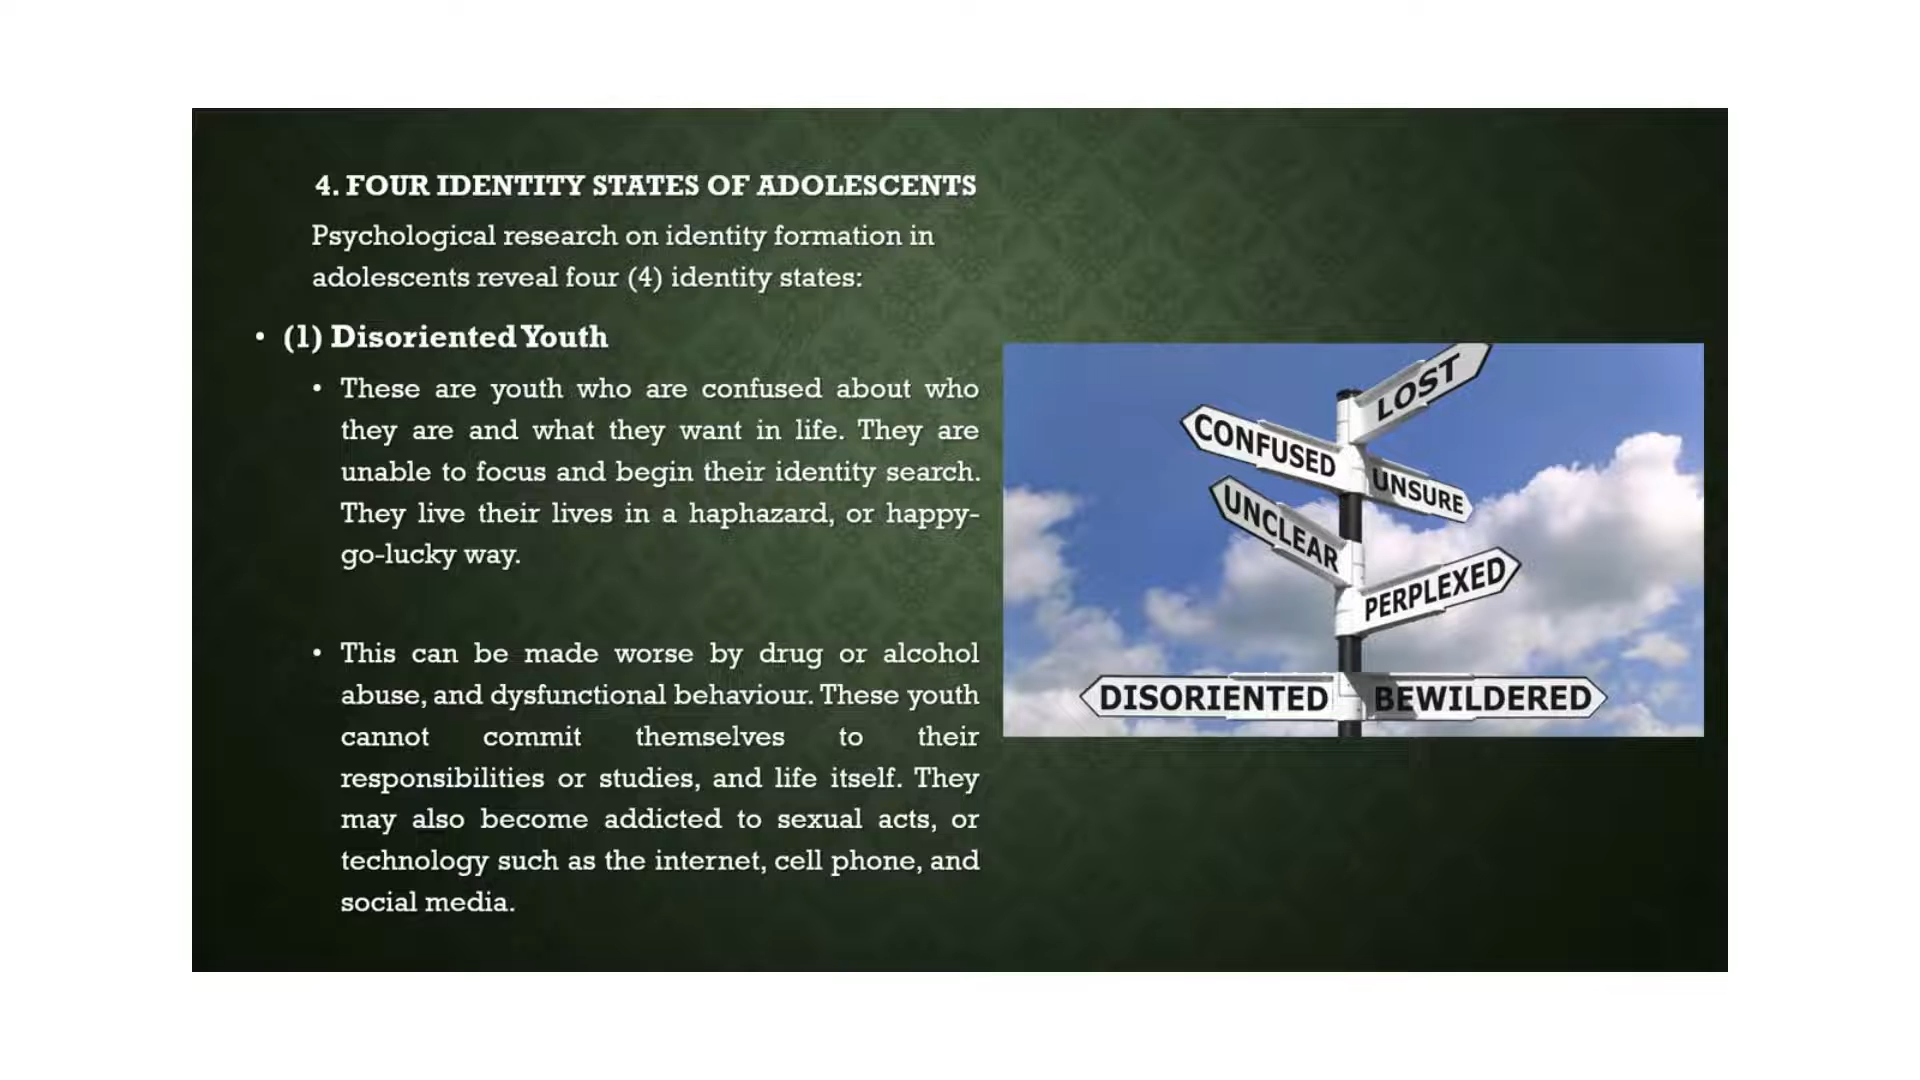 4. FOUR IDENTITY STATES OF ADOLESCENTS
Psychological research on identity formation in
adolescents reveal four (4) identity states:
• (1) Disoriented Youth
• These are youth who are confused about who
they are and what they want in life. They are
unable to focus and begin their identity search.
They live their lives in a haphazard, or happy-
go-lucky way.
• This can be made worse by drug or alcohol
abuse, and dysfunctional behaviour. These youth
cannot commit themselves to their
responsibilities or studies, and life itself. They
may also become addicted to sexual acts, or
technology such as the internet, cell phone, and
social media.
LOST
CONFUSED
UNSURE
UNCLEAR
PERPLEXED
DISORIENTED
BEWILDERED